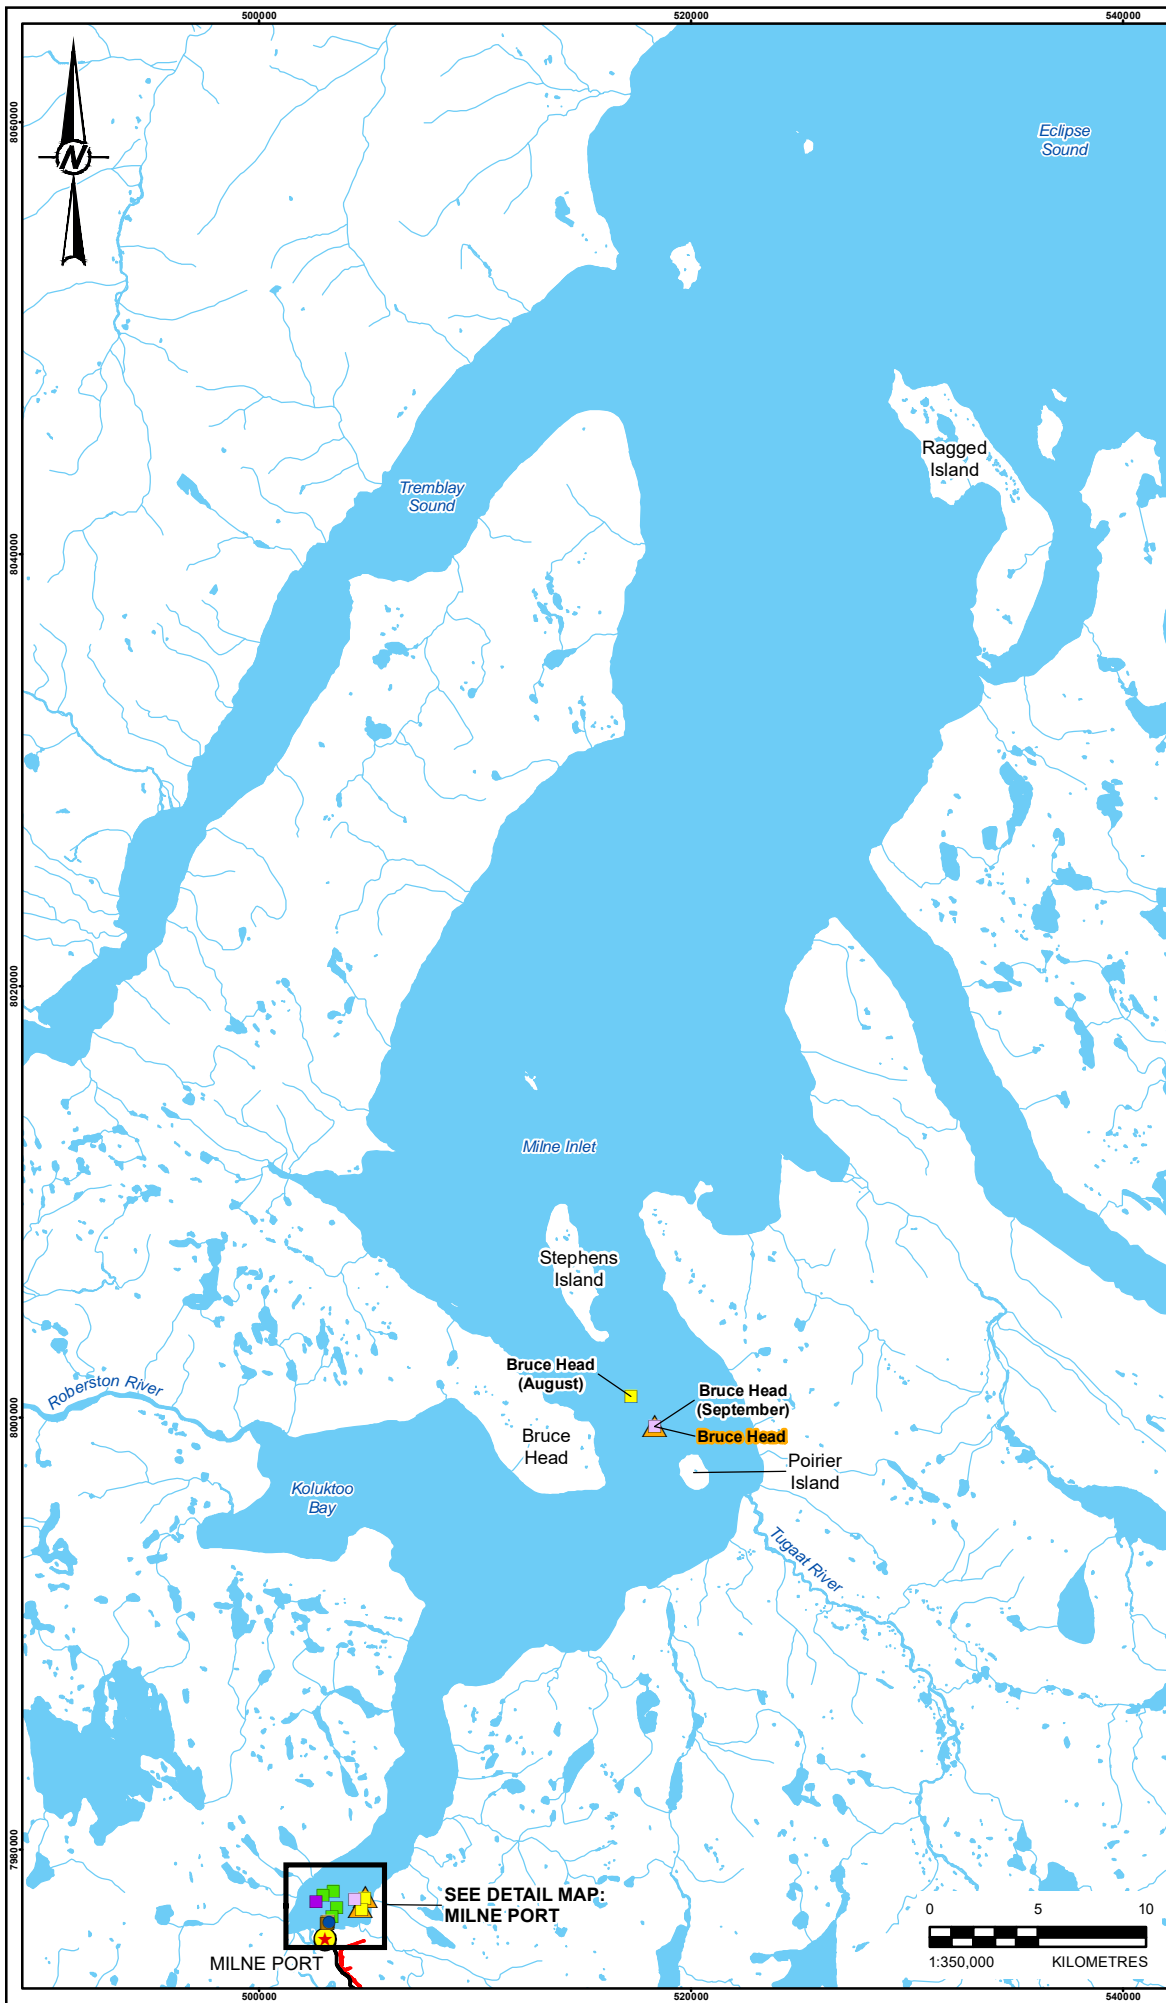 500000
520000
540000
8060000
N
Eclipse
Sound
Ragged
Island
Tremblay
Sound
8040000
8020000
Milne Inlet
Stephens
Island
Bruce Head
(August)
Bruce Head
(September)
Bruce Head
Roberston River
8000000
Bruce
Head
Poirier
Island
Koluktoo
Bay
Tugaat River
7980000
SEE DETAIL MAP:
MILNE PORT
0 5 10
1:350,000 KILOMETRES
MILNE PORT
500000
520000
540000